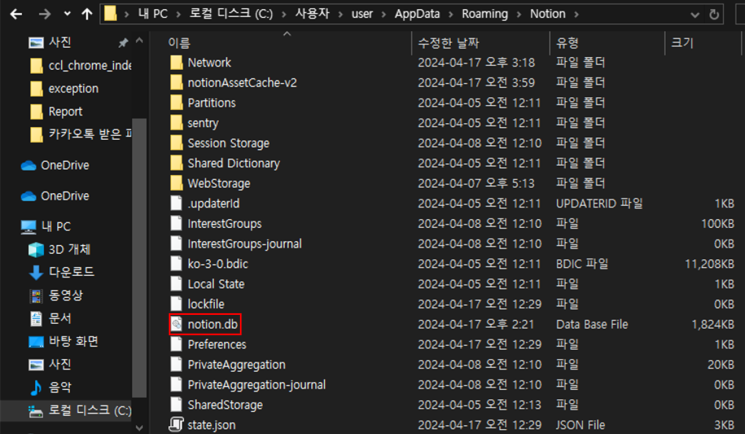 내 PC > 로컬 디스크 (C:) > 사용자 > user > AppData > Roaming > Notion >
사진
ccl_chrome_inde
exception
Report
카카오톡 받은 파
OneDrive
OneDrive
내 PC
3D 개체
다운로드
동영상
문서
바탕 화면
사진
음악
로컬 디스크 (C:)
이름 수정한 날짜 유형 크기
Network 2024-04-17 오후 3:18 파일 폴더
notionAssetCache-v2 2024-04-17 오전 3:59 파일 폴더
Partitions 2024-04-05 오전 12:11 파일 폴더
sentry 2024-04-05 오전 12:11 파일 폴더
Session Storage 2024-04-08 오전 12:10 파일 폴더
Shared Dictionary 2024-04-05 오전 12:11 파일 폴더
WebStorage 2024-04-07 오후 5:13 파일 폴더
.updaterId 2024-04-05 오전 12:11 UPDATERID 파일 1KB
InterestGroups 2024-04-08 오전 12:10 파일 100KB
InterestGroups-journal 2024-04-08 오전 12:10 파일 0KB
ko-3-0.bdic 2024-04-05 오전 12:11 BDIC 파일 11,208KB
Local State 2024-04-05 오전 12:11 파일 1KB
lockfile 2024-04-17 오전 12:29 파일 0KB
notion.db 2024-04-17 오후 2:21 Data Base File 1,824KB
Preferences 2024-04-17 오전 12:29 파일 1KB
PrivateAggregation 2024-04-08 오전 12:10 파일 20KB
PrivateAggregation-journal 2024-04-08 오전 12:10 파일 0KB
SharedStorage 2024-04-05 오전 12:13 파일 0KB
state.json 2024-04-17 오전 12:29 JSON File 3KB